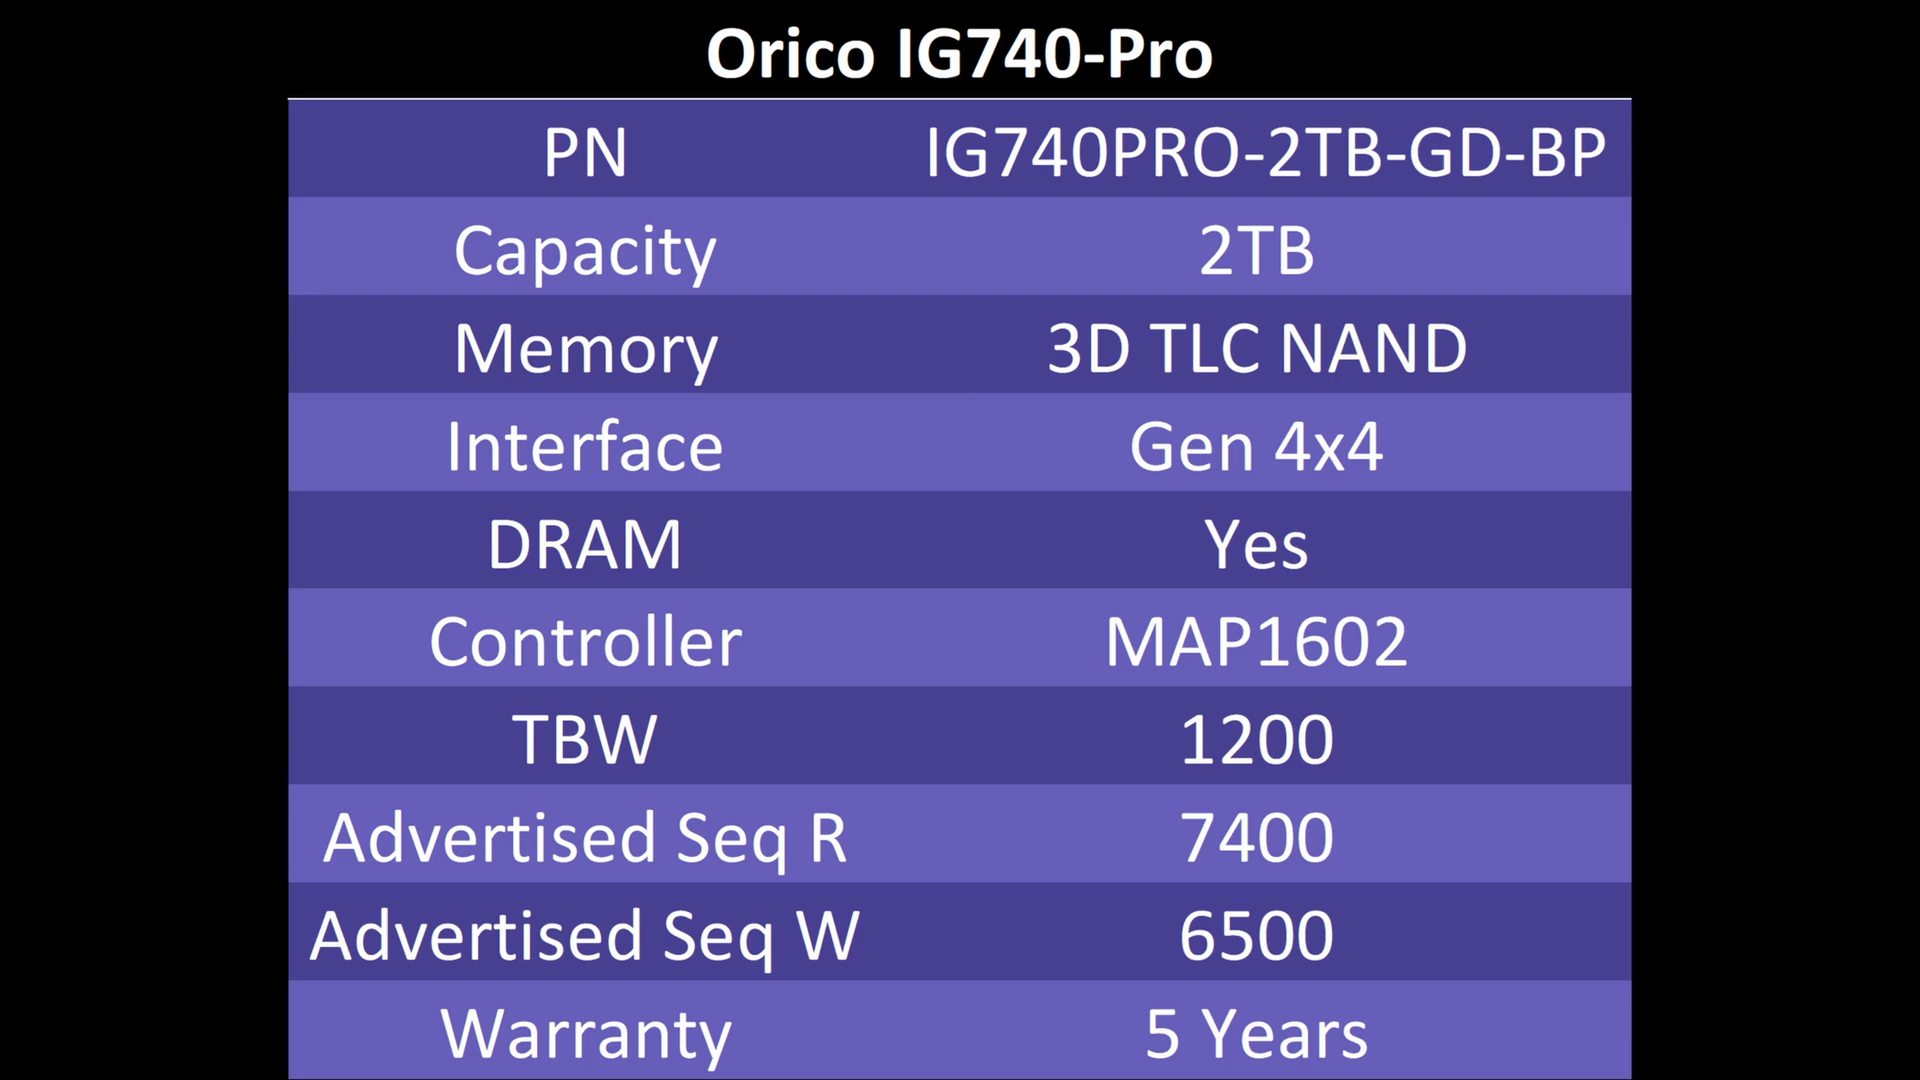 Orico IG740-Pro
PN IG740PRO-2TB-GD-BP
Capacity 2TB
Memory 3D TLC NAND
Interface Gen 4x4
DRAM Yes
Controller MAP1602
TBW 1200
Advertised Seq R 7400
Advertised Seq W 6500
Warranty 5 Years